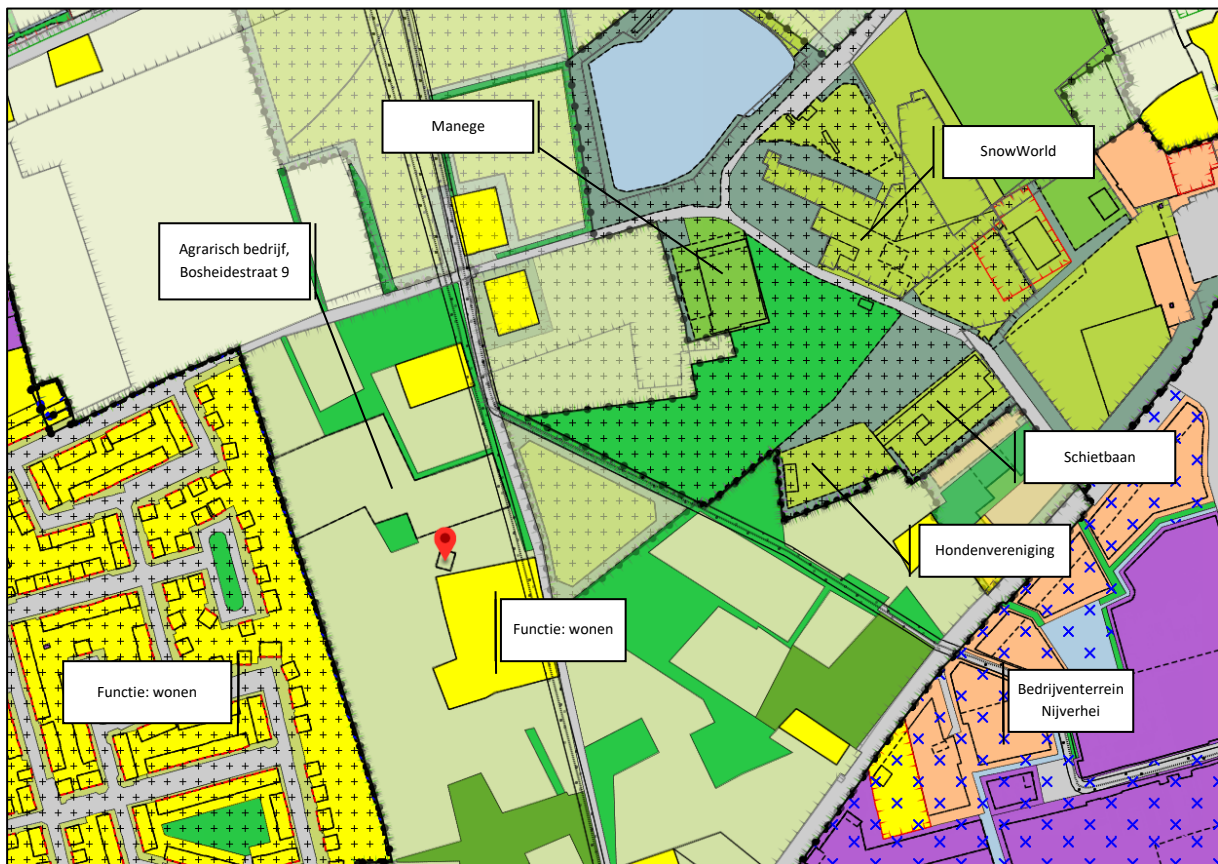 Manege
SnowWorld
Agrarisch bedrijf,
Bosheidestraat 9
Schietbaan
Hondenvereniging
Functie: wonen
Functie: wonen
Bedrijventerrein
Nijverhei